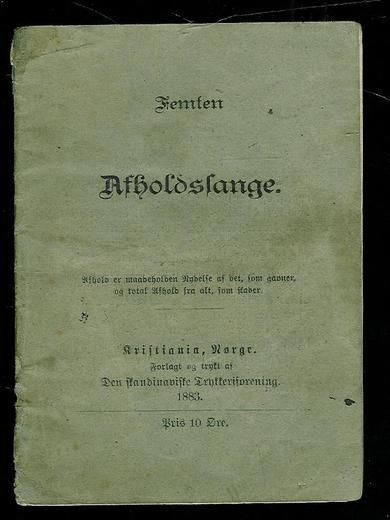 Femten
Afholdssange.
Afhold er maadeholden Nydelse af det, som gavner,
og total Afhold fra alt, som skader.
Kristiania, Norge.
Forlagt og trykt af
Den skandinaviske Trykkeriforening.
1883.
Pris 10 Øre.